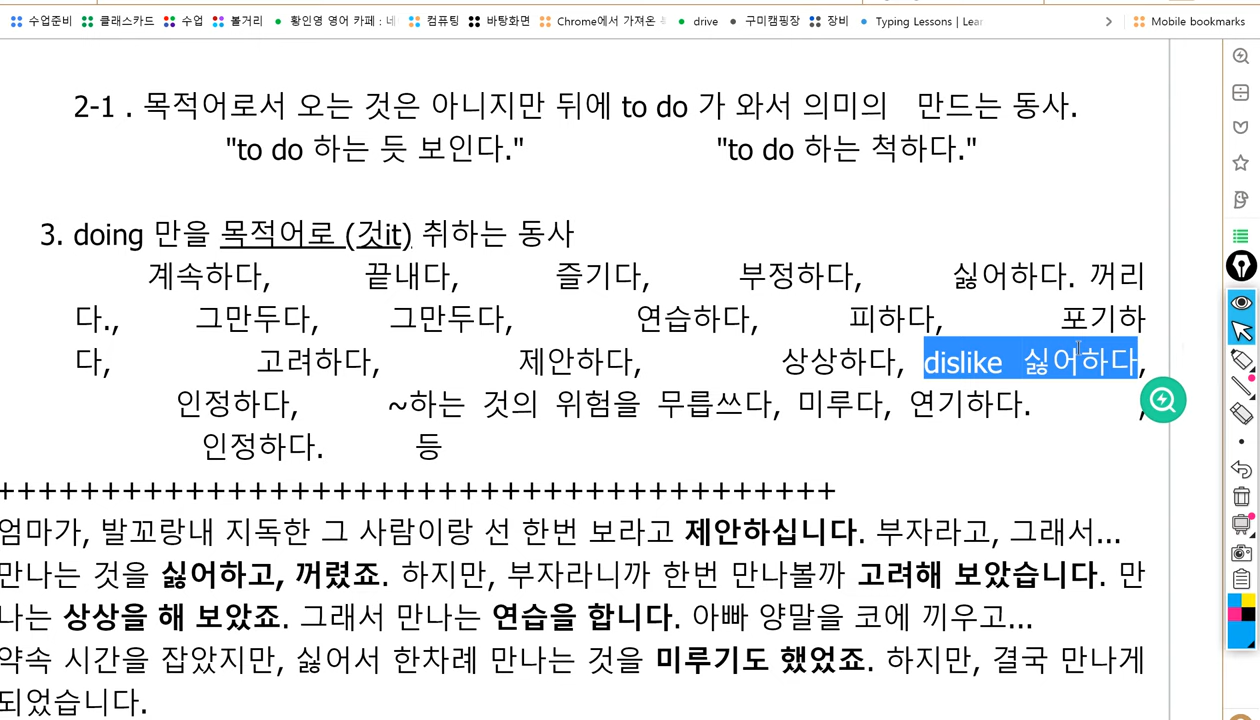 수업준비 클래스카드 수업 볼거리 황인영 영어 카페 : 네 컴퓨팅 바탕화면 Chrome에서 가져온 drive 구미캠핑장 장비 Typing Lessons | Lear Mobile bookmarks
2-1 . 목적어로서 오는 것은 아니지만 뒤에 to do 가 와서 의미의 만드는 동사.
"to do 하는 듯 보인다." "to do 하는 척하다."
3. doing 만을 목적어로 (것it) 취하는 동사
계속하다, 끝내다, 즐기다, 부정하다, 싫어하다. 꺼리
다., 그만두다, 그만두다, 연습하다, 피하다, 포기하
다, 고려하다, 제안하다, 상상하다, dislike 싫어하다,
인정하다, ~하는 것의 위험을 무릅쓰다, 미루다, 연기하다. ,
인정하다. 등
++++++++++++++++++++++++++++++++++++++++++
엄마가, 발꼬랑내 지독한 그 사람이랑 선 한번 보라고 제안하십니다. 부자라고, 그래서...
만나는 것을 싫어하고, 꺼렸죠. 하지만, 부자라니까 한번 만나볼까 고려해 보았습니다. 만
나는 상상을 해 보았죠. 그래서 만나는 연습을 합니다. 아빠 양말을 코에 끼우고...
약속 시간을 잡았지만, 싫어서 한차례 만나는 것을 미루기도 했었죠. 하지만, 결국 만나게
되었습니다.